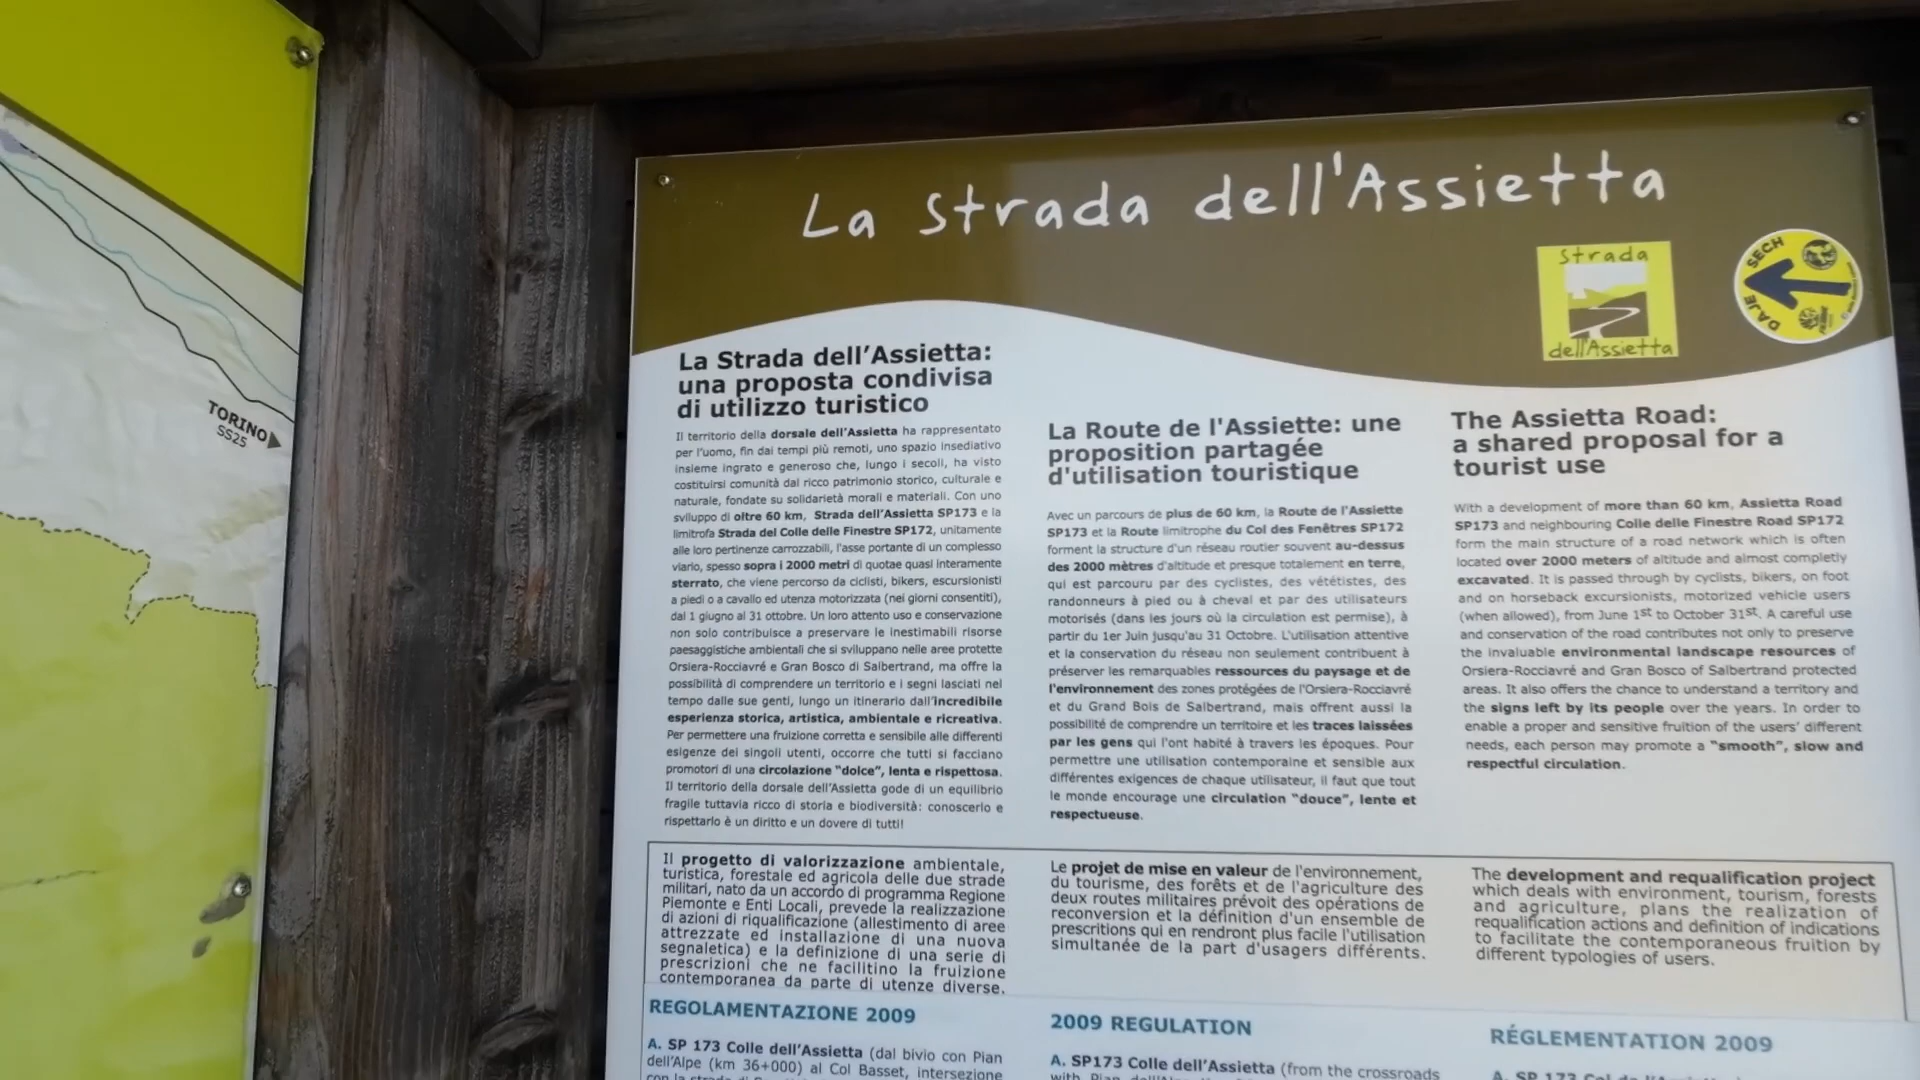 TORINO
SS25
La Strada dell'Assietta
Strada
dell'Assietta
DAJE SECH
La Strada dell'Assietta:
una proposta condivisa
di utilizzo turistico
Il territorio della dorsale dell'Assietta ha rappresentato
per l'uomo, fin dai tempi più remoti, uno spazio insediativo
insieme ingrato e generoso che, lungo i secoli, ha visto
costituirsi comunità dal ricco patrimonio storico, culturale e
naturale, fondate su solidarietà morali e materiali. Con uno
sviluppo di oltre 60 km, Strada dell'Assietta SP173 e la
limitrofa Strada del Colle delle Finestre SP172, unitamente
alle loro pertinenze carrozzabili, l'asse portante di un complesso
viario, spesso sopra i 2000 metri di quotae quasi interamente
sterrato, che viene percorso da ciclisti, bikers, escursionisti
a piedi o a cavallo ed utenza motorizzata (nei giorni consentiti),
dal 1 giugno al 31 ottobre. Un loro attento uso e conservazione
non solo contribuisce a preservare le inestimabili risorse
paesaggistiche ambientali che si sviluppano nelle aree protette
Orsiera-Rocciavré e Gran Bosco di Salbertrand, ma offre la
possibilità di comprendere un territorio e i segni lasciati nel
tempo dalle sue genti, lungo un itinerario dall'incredibile
esperienza storica, artistica, ambientale e ricreativa.
Per permettere una fruizione corretta e sensibile alle differenti
esigenze dei singoli utenti, occorre che tutti si facciano
promotori di una circolazione "dolce", lenta e rispettosa.
Il territorio della dorsale dell'Assietta gode di un equilibrio
fragile tuttavia ricco di storia e biodiversità: conoscerlo e
rispettarlo è un diritto e un dovere di tutti!
La Route de l'Assiette: une
proposition partagée
d'utilisation touristique
Avec un parcours de plus de 60 km, la Route de l'Assiette
SP173 et la Route limitrophe du Col des Fenêtres SP172
forment la structure d'un réseau routier souvent au-dessus
des 2000 mètres d'altitude et presque totalement en terre,
qui est parcouru par des cyclistes, des vététistes, des
randonneurs à pied ou à cheval et par des utilisateurs
motorisés (dans les jours où la circulation est permise), à
partir du 1er Juin jusqu'au 31 Octobre. L'utilisation attentive
et la conservation du réseau non seulement contribuent à
préserver les remarquables ressources du paysage et de
l'environnement des zones protégées de l'Orsiera-Rocciavré
et du Grand Bois de Salbertrand, mais offrent aussi la
possibilité de comprendre un territoire et les traces laissées
par les gens qui l'ont habité à travers les époques. Pour
permettre une utilisation contemporaine et sensible aux
différentes exigences de chaque utilisateur, il faut que tout
le monde encourage une circulation "douce", lente et
respectueuse.
The Assietta Road:
a shared proposal for a
tourist use
With a development of more than 60 km, Assietta Road
SP173 and neighbouring Colle delle Finestre Road SP172
form the main structure of a road network which is often
located over 2000 meters of altitude and almost completly
excavated. It is passed through by cyclists, bikers, on foot
and on horseback excursionists, motorized vehicle users
(when allowed), from June 1st to October 31st. A careful use
and conservation of the road contributes not only to preserve
the invaluable environmental landscape resources of
Orsiera-Rocciavré and Gran Bosco of Salbertrand protected
areas. It also offers the chance to understand a territory and
the signs left by its people over the years. In order to
enable a proper and sensitive fruition of the users' different
needs, each person may promote a "smooth", slow and
respectful circulation.
Il progetto di valorizzazione ambientale,
turistica, forestale ed agricola delle due strade
militari, nato da un accordo di programma Regione
Piemonte e Enti Locali, prevede la realizzazione
di azioni di riqualificazione (allestimento di aree
attrezzate ed installazione di una nuova
segnaletica) e la definizione di una serie di
prescrizioni che ne facilitino la fruizione
contemporanea da parte di utenze diverse.
Le projet de mise en valeur de l'environnement,
du tourisme, des forêts et de l'agriculture des
deux routes militaires prévoit des opérations de
reconversion et la définition d'un ensemble de
prescritions qui en rendront plus facile l'utilisation
simultanée de la part d'usagers différents.
The development and requalification project
which deals with environment, tourism, forests
and agriculture, plans the realization of
requalification actions and definition of indications
to facilitate the contemporaneous fruition by
different typologies of users.
REGOLAMENTAZIONE 2009
A. SP 173 Colle dell'Assietta (dal bivio con Pian
dell'Alpe (km 36+000) al Col Basset, intersezione
2009 REGULATION
A. SP173 Colle dell'Assietta (from the crossroads
RÉGLEMENTATION 2009